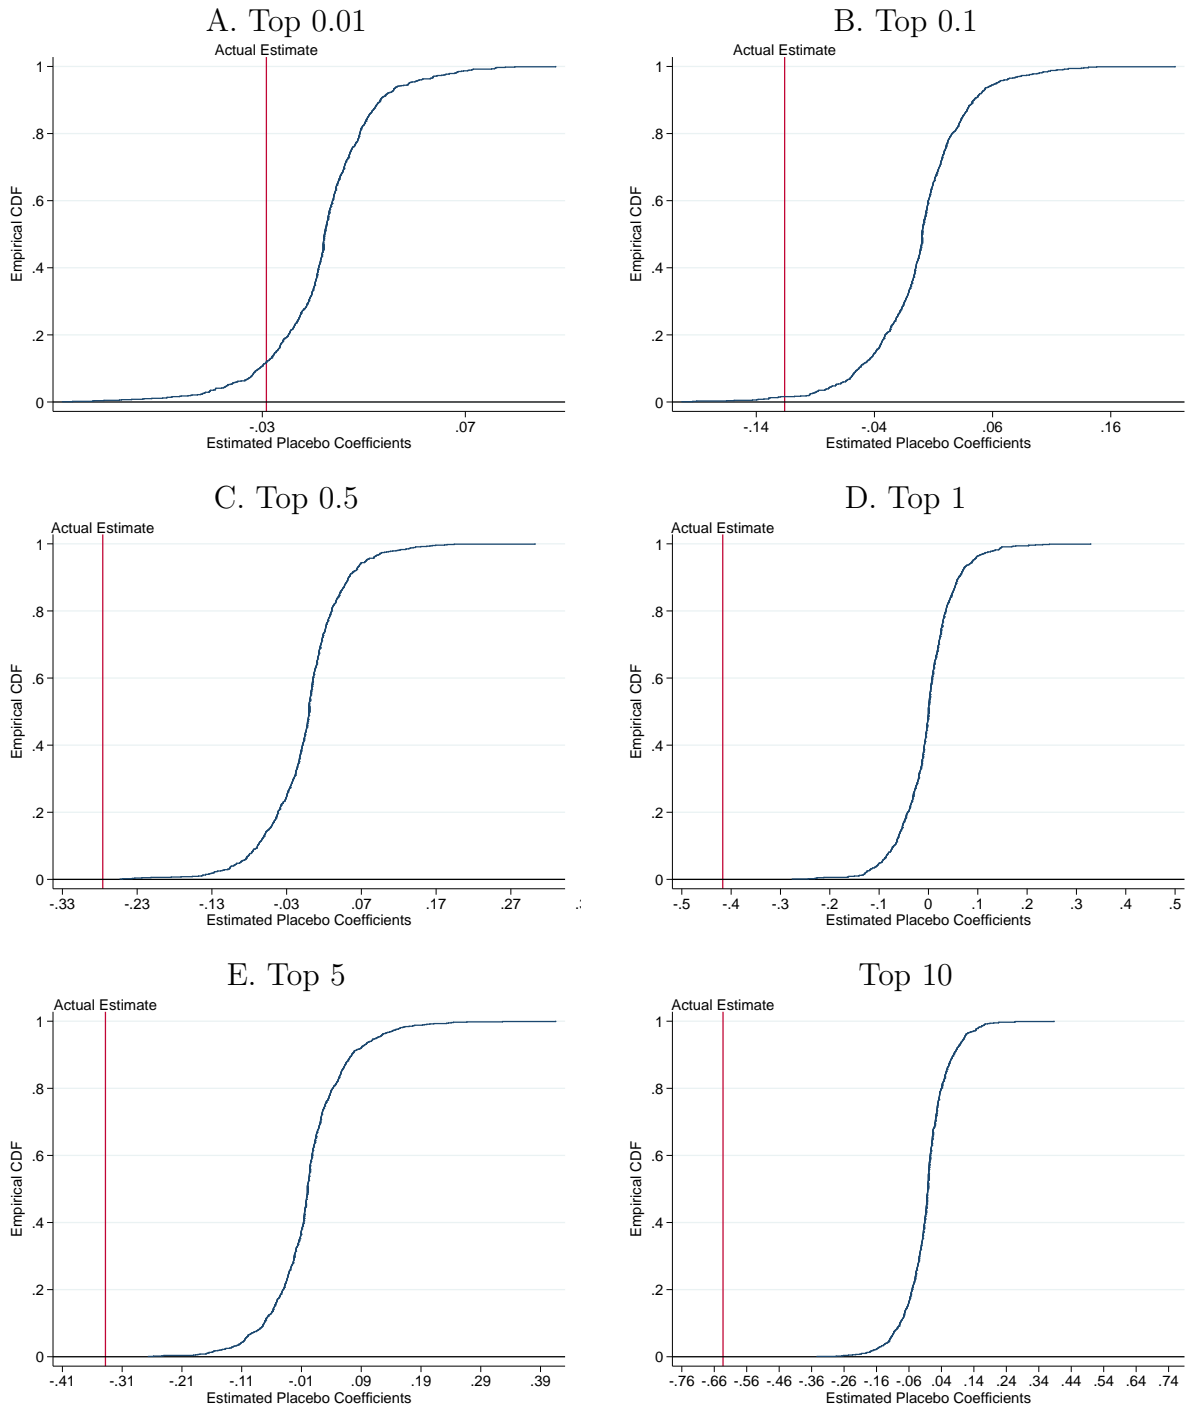 A. Top 0.01
Actual Estimate
1
.8
.6
.4
.2
0
Empirical CDF
-.03 .07
Estimated Placebo Coefficients
B. Top 0.1
Actual Estimate
1
.8
.6
.4
.2
0
Empirical CDF
-.14 -.04 .06 .16
Estimated Placebo Coefficients
C. Top 0.5
Actual Estimate
1
.8
.6
.4
.2
0
Empirical CDF
-.33 -.23 -.13 -.03 .07 .17 .27
Estimated Placebo Coefficients
D. Top 1
Actual Estimate
1
.8
.6
.4
.2
0
Empirical CDF
-.5 -.4 -.3 -.2 -.1 0 .1 .2 .3 .4 .5
Estimated Placebo Coefficients
E. Top 5
Actual Estimate
1
.8
.6
.4
.2
0
Empirical CDF
-.41 -.31 -.21 -.11 -.01 .09 .19 .29 .39
Estimated Placebo Coefficients
Top 10
Actual Estimate
1
.8
.6
.4
.2
0
Empirical CDF
-.76 -.66 -.56 -.46 -.36 -.26 -.16 -.06 .04 .14 .24 .34 .44 .54 .64 .74
Estimated Placebo Coefficients